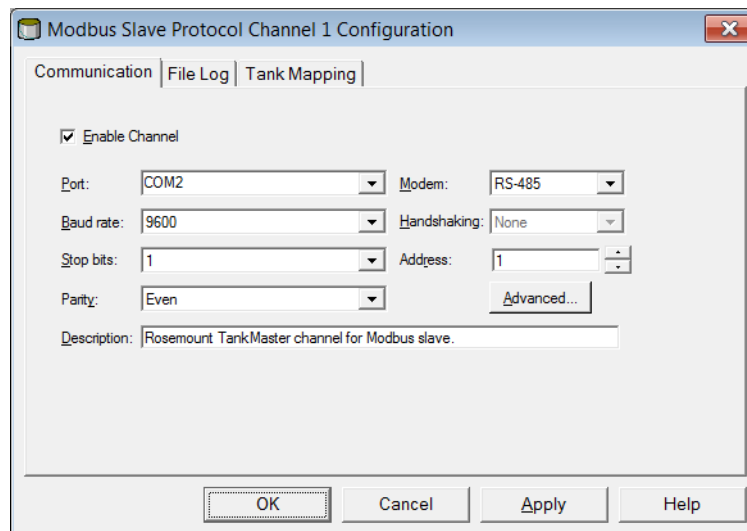 Modbus Slave Protocol Channel 1 Configuration
Communication File Log Tank Mapping
Enable Channel
Port: COM2 Modem: RS-485
Baud rate: 9600 Handshaking: None
Stop bits: 1 Address: 1
Parity: Even Advanced...
Description: Rosemount TankMaster channel for Modbus slave.
OK Cancel Apply Help